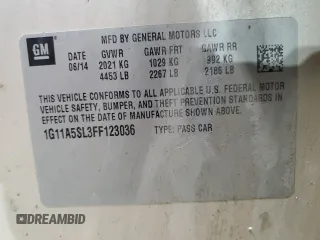 GM
MFD BY GENERAL MOTORS LLC
DATE GVWR GAWR FRT GAWR RR
06/14 2021 KG 1029 KG 992 KG
4453 LB 2267 LB 2186 LB
THIS VEHICLE CONFORMS TO ALL APPLICABLE U.S. FEDERAL MOTOR
VEHICLE SAFETY, BUMPER, AND THEFT PREVENTION STANDARDS IN
EFFECT ON THE DATE OF MANUFACTURE SHOWN ABOVE.
1G11A5SL3FF123036 TYPE: PASS CAR